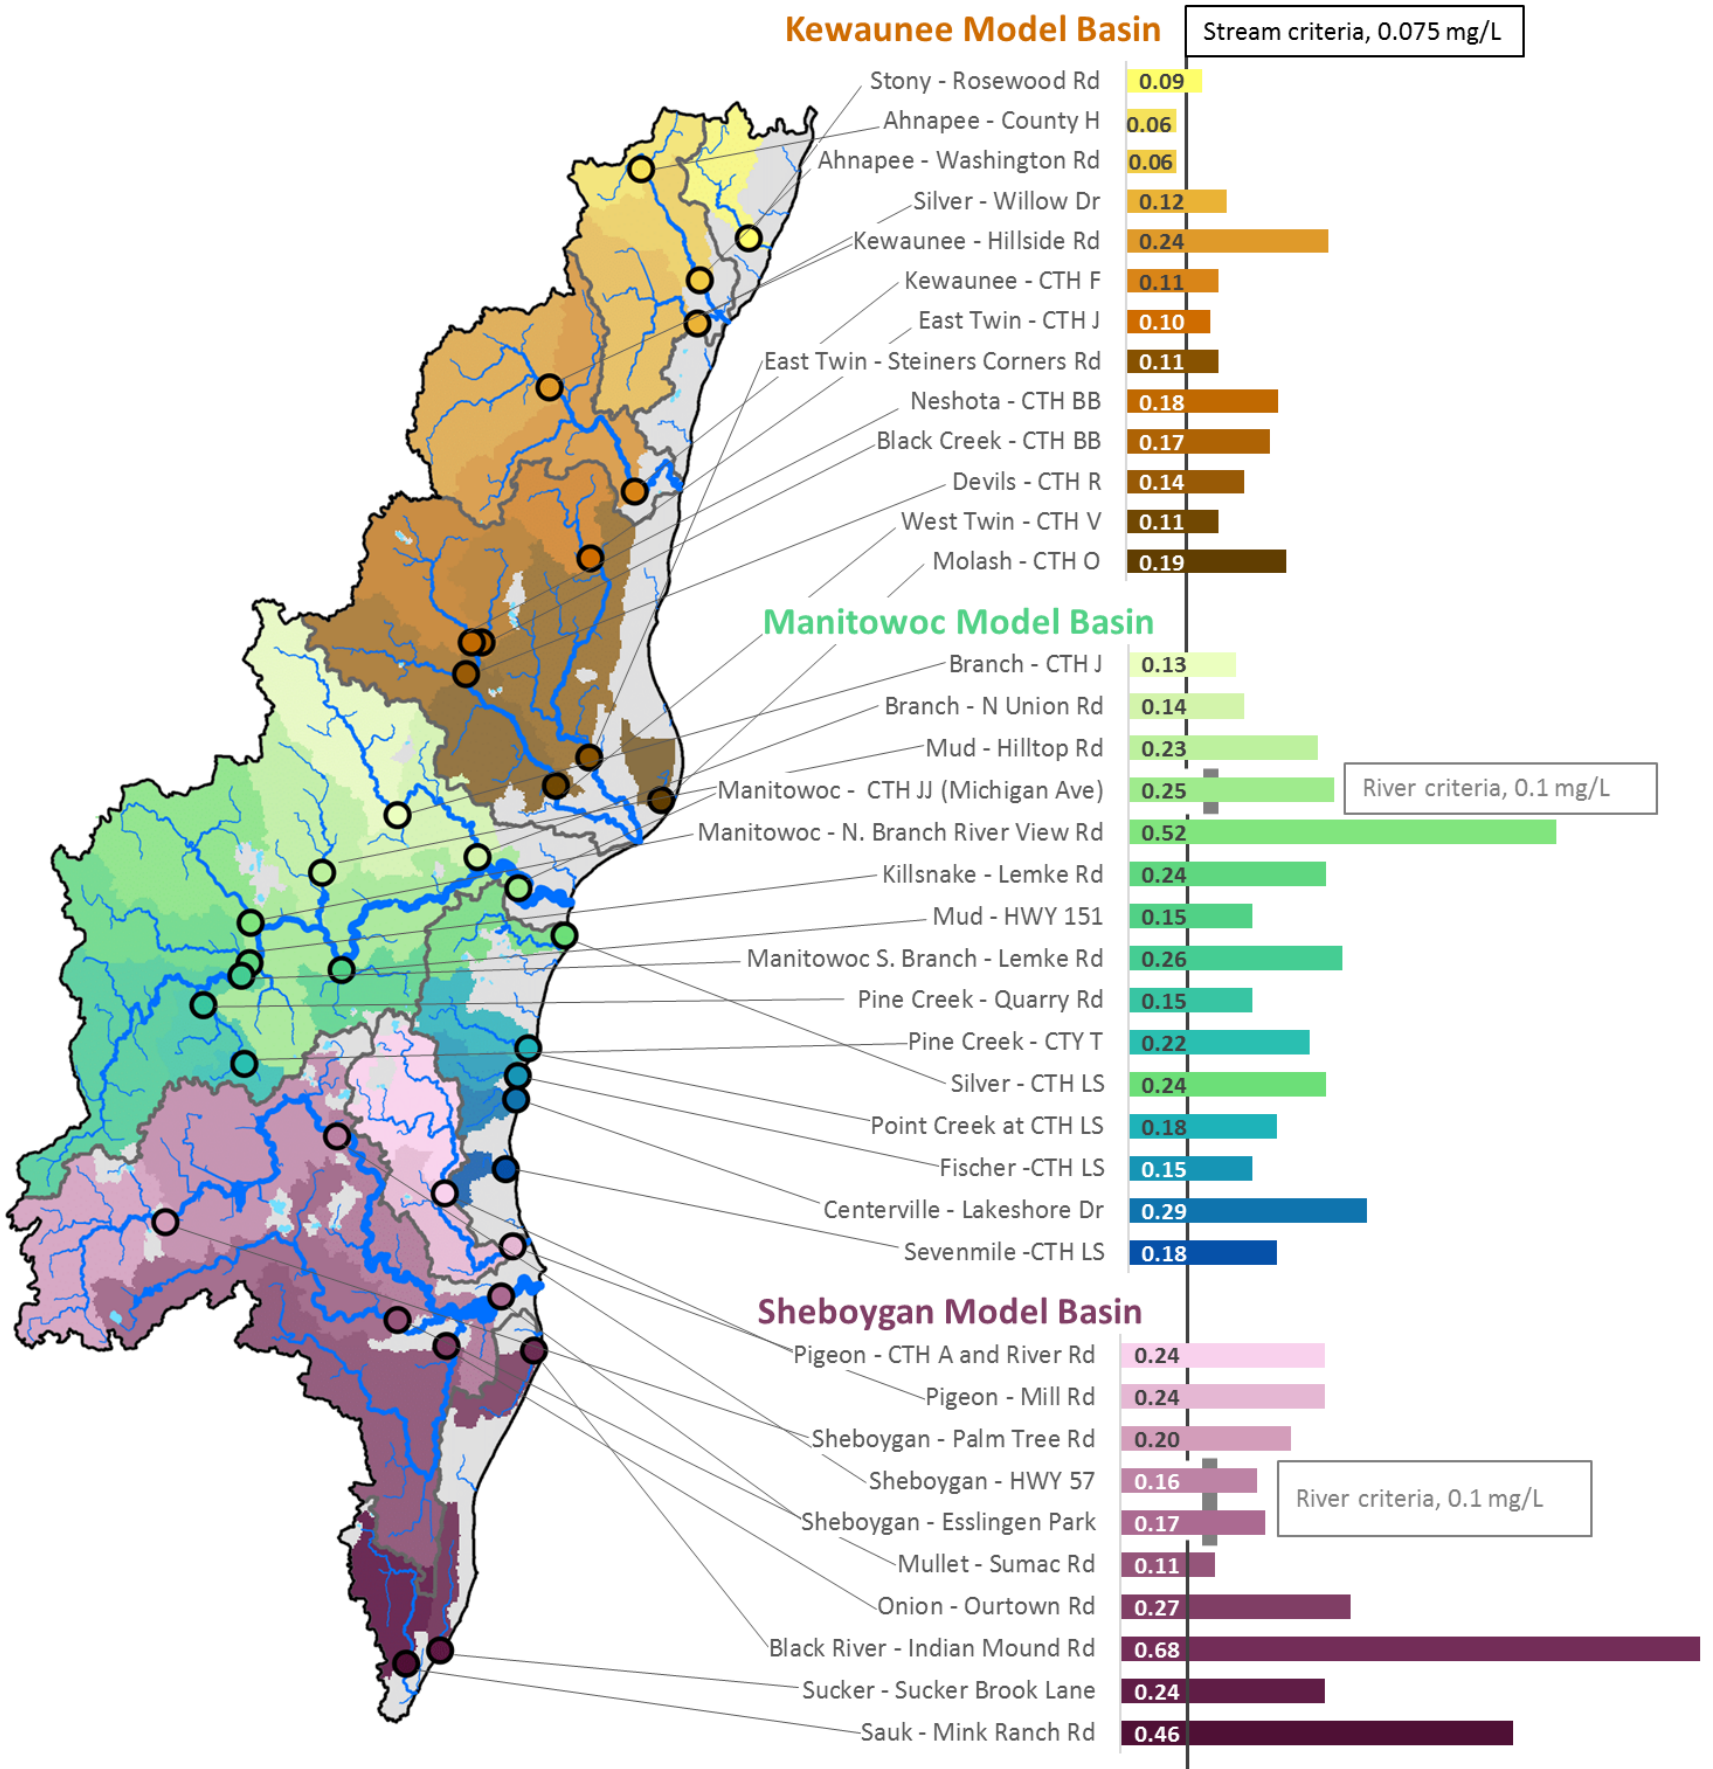 Kewaunee Model Basin
Stream criteria, 0.075 mg/L
Stony - Rosewood Rd 0.09
Ahnapee - County H 0.06
Ahnapee - Washington Rd 0.06
Silver - Willow Dr 0.12
Kewaunee - Hillside Rd 0.24
Kewaunee - CTH F 0.11
East Twin - CTH J 0.10
East Twin - Steiners Corners Rd 0.11
Neshota - CTH BB 0.18
Black Creek - CTH BB 0.17
Devils - CTH R 0.14
West Twin - CTH V 0.11
Molash - CTH O 0.19
Manitowoc Model Basin
Branch - CTH J 0.13
Branch - N Union Rd 0.14
Mud - Hilltop Rd 0.23
Manitowoc - CTH JJ (Michigan Ave) 0.25
River criteria, 0.1 mg/L
Manitowoc - N. Branch River View Rd 0.52
Killsnake - Lemke Rd 0.24
Mud - HWY 151 0.15
Manitowoc S. Branch - Lemke Rd 0.26
Pine Creek - Quarry Rd 0.15
Pine Creek - CTY T 0.22
Silver - CTH LS 0.24
Point Creek at CTH LS 0.18
Fischer -CTH LS 0.15
Centerville - Lakeshore Dr 0.29
Sevenmile -CTH LS 0.18
Sheboygan Model Basin
Pigeon - CTH A and River Rd 0.24
Pigeon - Mill Rd 0.24
Sheboygan - Palm Tree Rd 0.20
Sheboygan - HWY 57 0.16
River criteria, 0.1 mg/L
Sheboygan - Esslingen Park 0.17
Mullet - Sumac Rd 0.11
Onion - Ourtown Rd 0.27
Black River - Indian Mound Rd 0.68
Sucker - Sucker Brook Lane 0.24
Sauk - Mink Ranch Rd 0.46